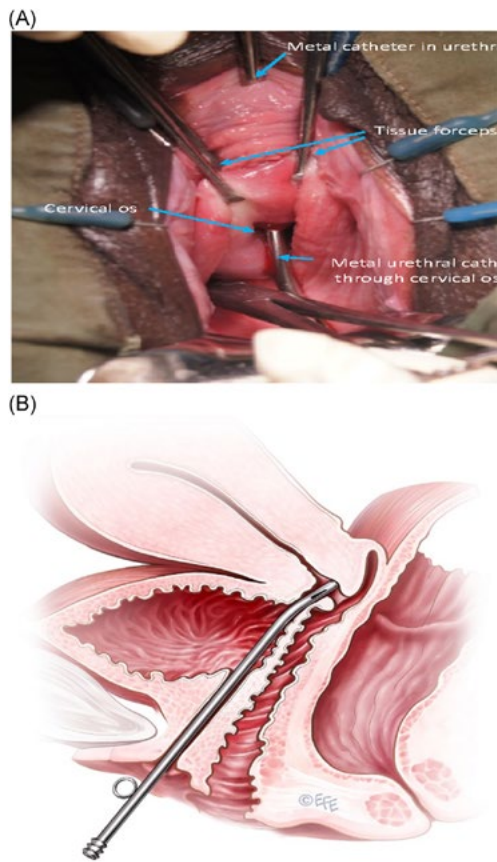 (A)
Metal catheter in urethr
Tissue forceps
Cervical os
Metal urethral cath
through cervical os
(B)
©EFE